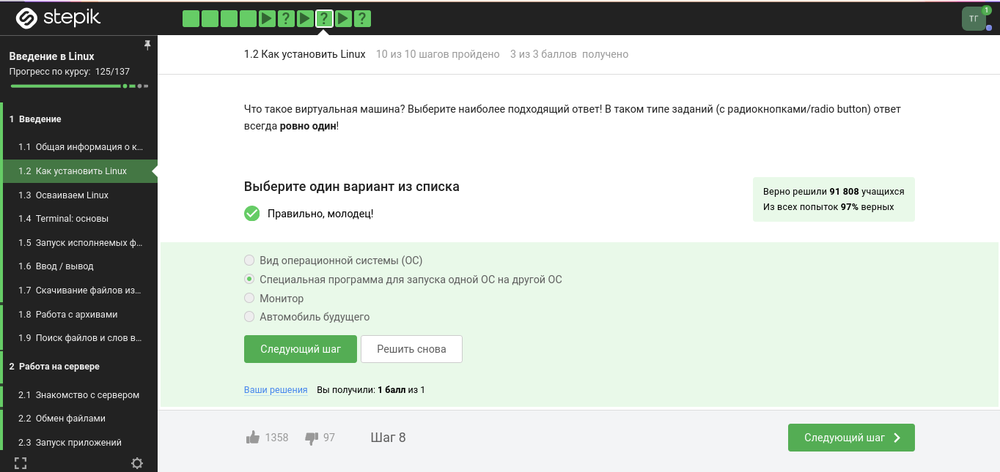 stepik
? ? ?
ТГ
1
Введение в Linux
Прогресс по курсу: 125/137
1 Введение
1.1 Общая информация о к…
1.2 Как установить Linux
1.3 Осваиваем Linux
1.4 Terminal: основы
1.5 Запуск исполняемых ф…
1.6 Ввод / вывод
1.7 Скачивание файлов из…
1.8 Работа с архивами
1.9 Поиск файлов и слов в…
2 Работа на сервере
2.1 Знакомство с сервером
2.2 Обмен файлами
2.3 Запуск приложений
1.2 Как установить Linux 10 из 10 шагов пройдено 3 из 3 баллов получено
Что такое виртуальная машина? Выберите наиболее подходящий ответ! В таком типе заданий (с радиокнопками/radio button) ответ
всегда ровно один!
Выберите один вариант из списка
Правильно, молодец!
Верно решили 91 808 учащихся
Из всех попыток 97% верных
Вид операционной системы (ОС)
Специальная программа для запуска одной ОС на другой ОС
Монитор
Автомобиль будущего
Следующий шаг
Решить снова
Ваши решения Вы получили: 1 балл из 1
1358 97 Шаг 8
Следующий шаг